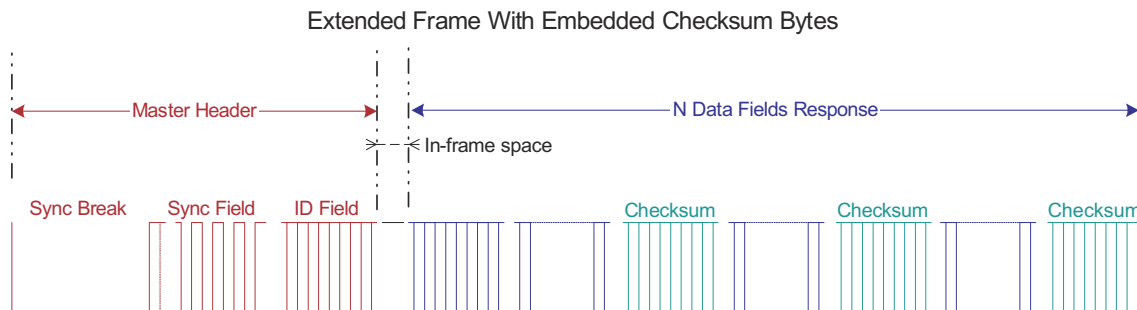 Extended Frame With Embedded Checksum Bytes
Master Header
N Data Fields Response
In-frame space
Sync Break
Sync Field
ID Field
Checksum
Checksum
Checksum